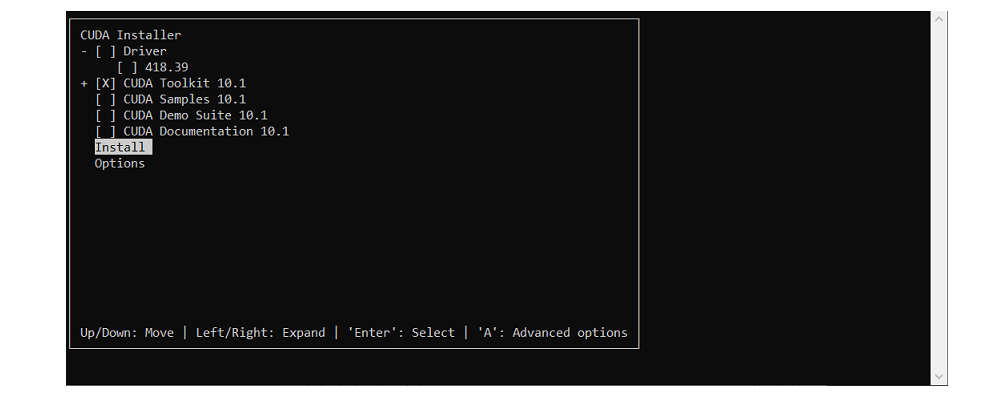 CUDA Installer
- [ ] Driver
[ ] 418.39
+ [X] CUDA Toolkit 10.1
[ ] CUDA Samples 10.1
[ ] CUDA Demo Suite 10.1
[ ] CUDA Documentation 10.1
Install
Options
Up/Down: Move | Left/Right: Expand | 'Enter': Select | 'A': Advanced options